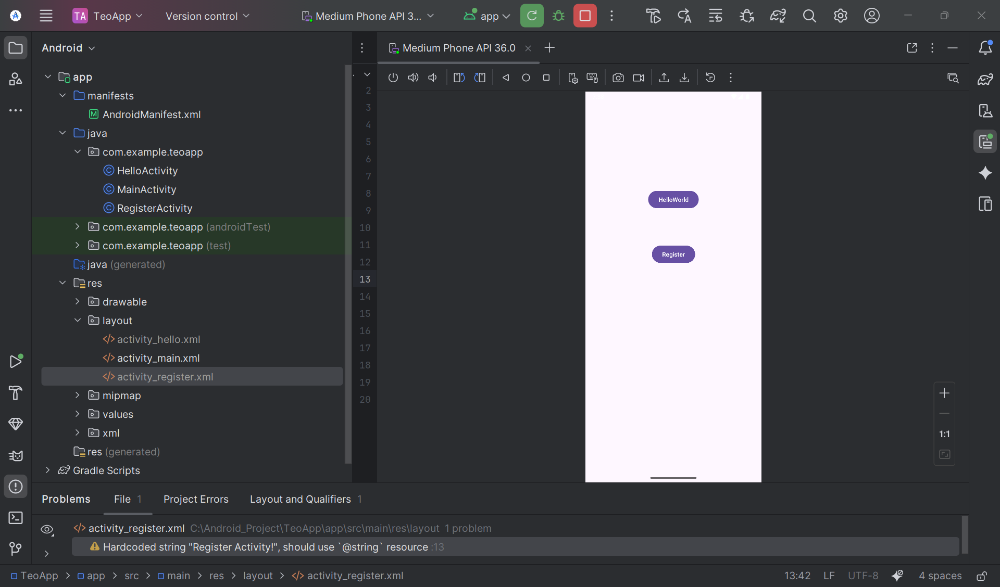 TA TeoApp Version control Medium Phone API 3... app
Android
Medium Phone API 36.0
app
manifests
AndroidManifest.xml
java
com.example.teoapp
HelloActivity
MainActivity
RegisterActivity
com.example.teoapp (androidTest)
com.example.teoapp (test)
java (generated)
res
drawable
layout
activity_hello.xml
activity_main.xml
activity_register.xml
mipmap
values
xml
res (generated)
Gradle Scripts
2
3
4
5
6
7
8
9
10
11
12
13
14
15
16
17
18
19
20
HelloWorld
Register
1:1
Problems File 1 Project Errors Layout and Qualifiers 1
activity_register.xml C:\Android_Project\TeoApp\app\src\main\res\layout 1 problem
Hardcoded string "Register Activity!", should use `@string` resource :13
TeoApp > app > src > main > res > layout > activity_register.xml 13:42 LF UTF-8 4 spaces